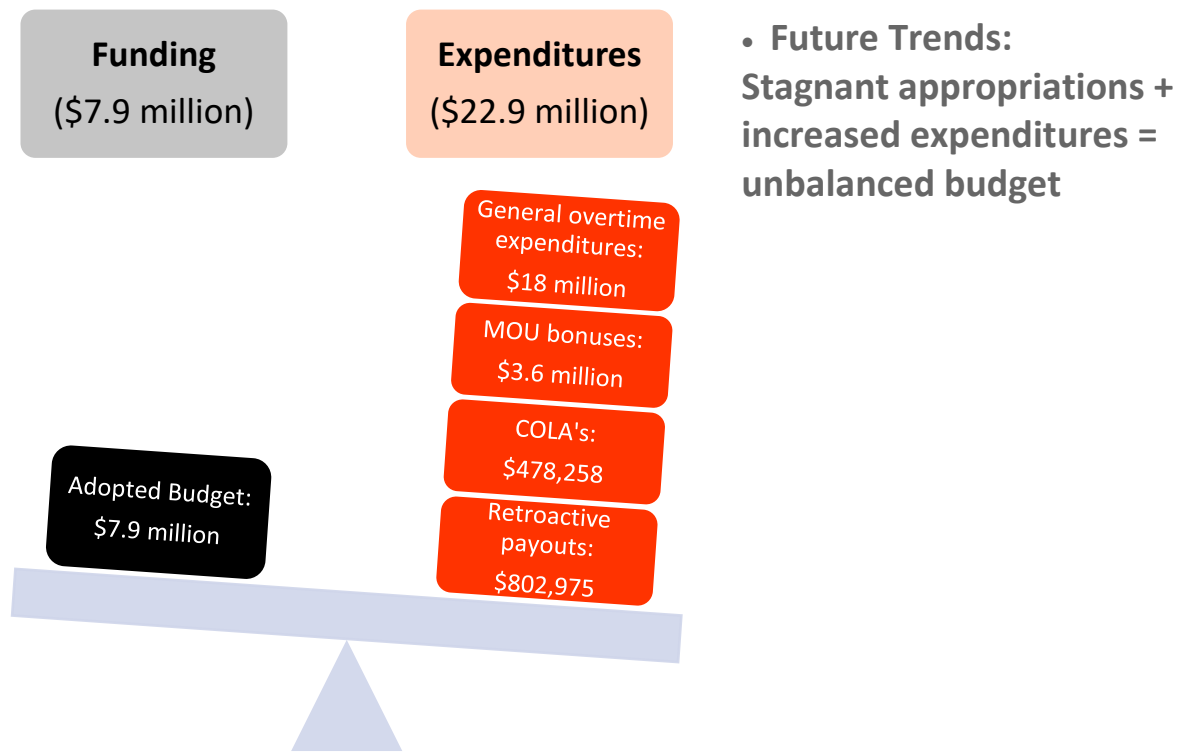 Funding
($7.9 million)
Expenditures
($22.9 million)
General overtime
expenditures:
$18 million
MOU bonuses:
$3.6 million
COLA's:
$478,258
Retroactive
payouts:
$802,975
Adopted Budget:
$7.9 million
• Future Trends:
Stagnant appropriations +
increased expenditures =
unbalanced budget